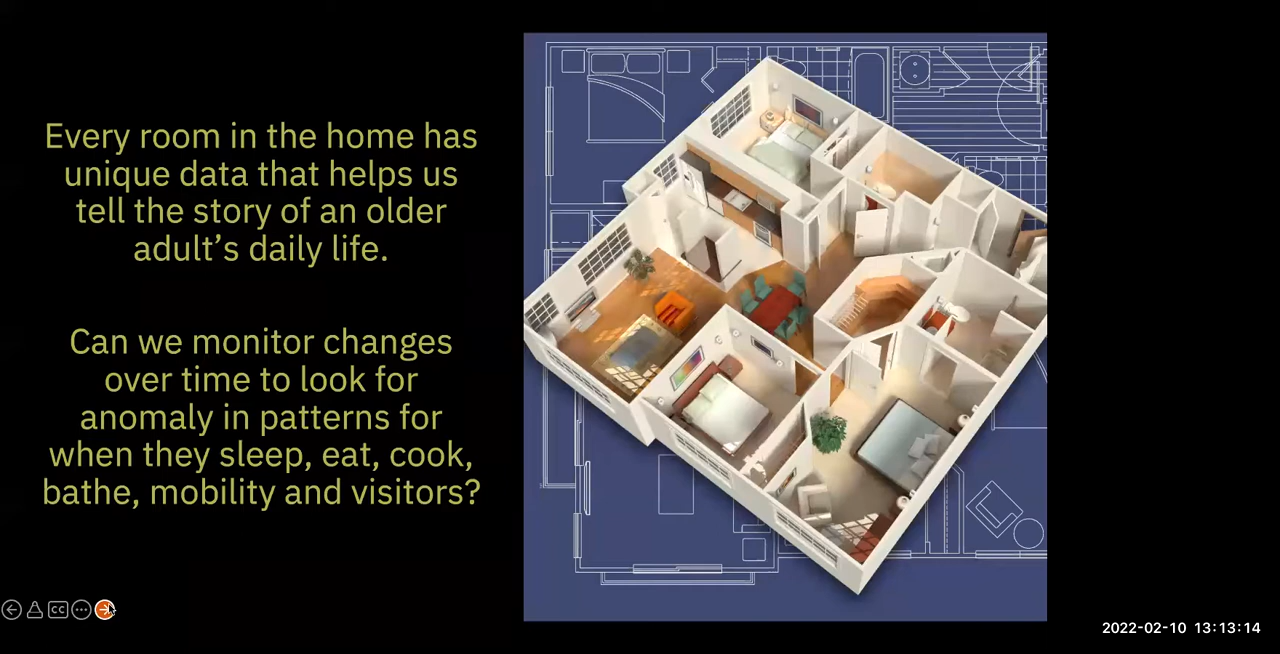 Every room in the home has
unique data that helps us
tell the story of an older
adult’s daily life.
Can we monitor changes
over time to look for
anomaly in patterns for
when they sleep, eat, cook,
bathe, mobility and visitors?
CC
2022-02-10 13:13:14